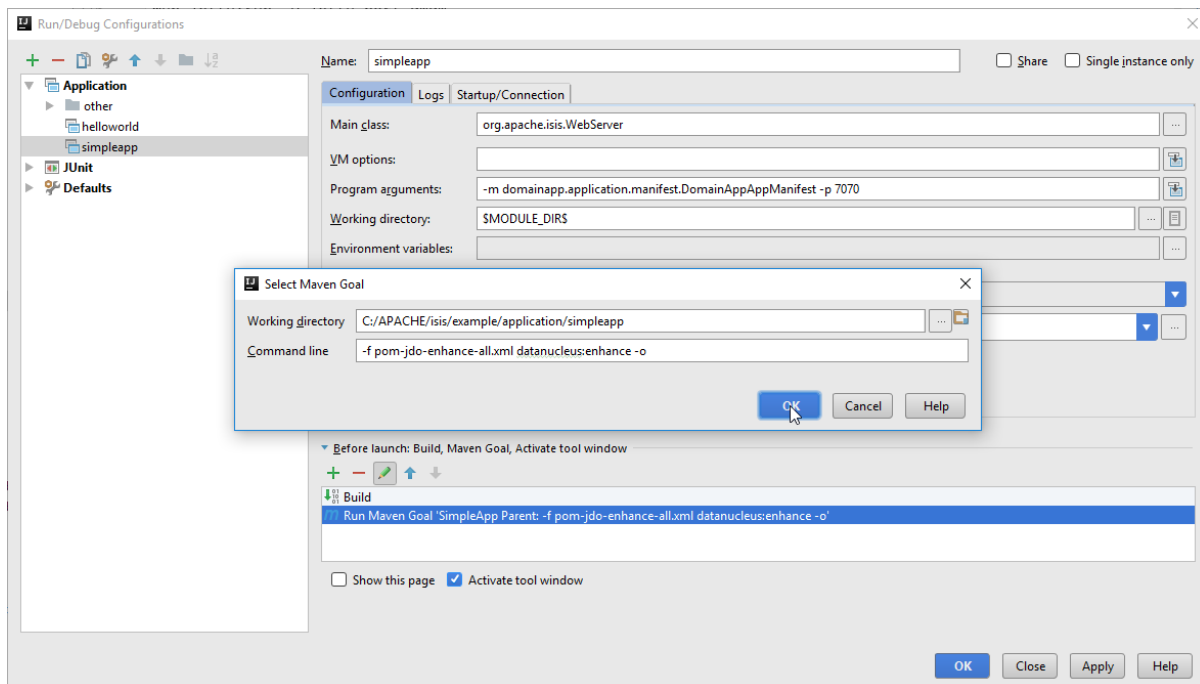 Run/Debug Configurations
Name: simpleapp Share Single instance only
Application
other
helloworld
simpleapp
JUnit
Defaults
Configuration Logs Startup/Connection
Main class: org.apache.isis.WebServer ...
VM options:
Program arguments: -m domainapp.application.manifest.DomainAppAppManifest -p 7070
Working directory: $MODULE_DIR$ ...
Environment variables: ...
Select Maven Goal
Working directory C:/APACHE/isis/example/application/simpleapp ...
Command line -f pom-jdo-enhance-all.xml datanucleus:enhance -o
OK Cancel Help
...
Before launch: Build, Maven Goal, Activate tool window
Build
Run Maven Goal 'SimpleApp Parent: -f pom-jdo-enhance-all.xml datanucleus:enhance -o'
Show this page Activate tool window
OK Close Apply Help